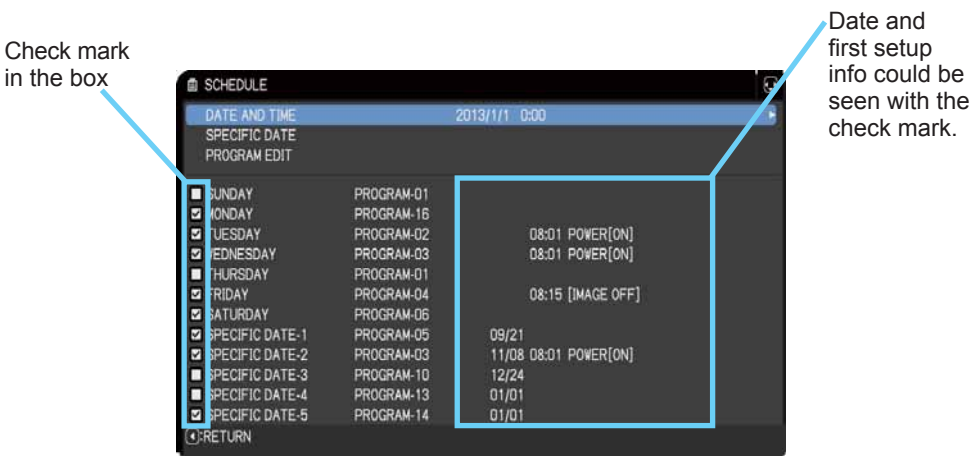 Check mark
in the box
Date and
first setup
info could be
seen with the
check mark.
SCHEDULE
DATE AND TIME 2013/1/1 0:00
SPECIFIC DATE
PROGRAM EDIT
SUNDAY PROGRAM-01
MONDAY PROGRAM-16
TUESDAY PROGRAM-02 08:01 POWER[ON]
WEDNESDAY PROGRAM-03 08:01 POWER[ON]
THURSDAY PROGRAM-01
FRIDAY PROGRAM-04 08:15 [IMAGE OFF]
SATURDAY PROGRAM-06
SPECIFIC DATE-1 PROGRAM-05 09/21
SPECIFIC DATE-2 PROGRAM-03 11/08 08:01 POWER[ON]
SPECIFIC DATE-3 PROGRAM-10 12/24
SPECIFIC DATE-4 PROGRAM-13 01/01
SPECIFIC DATE-5 PROGRAM-14 01/01
:RETURN